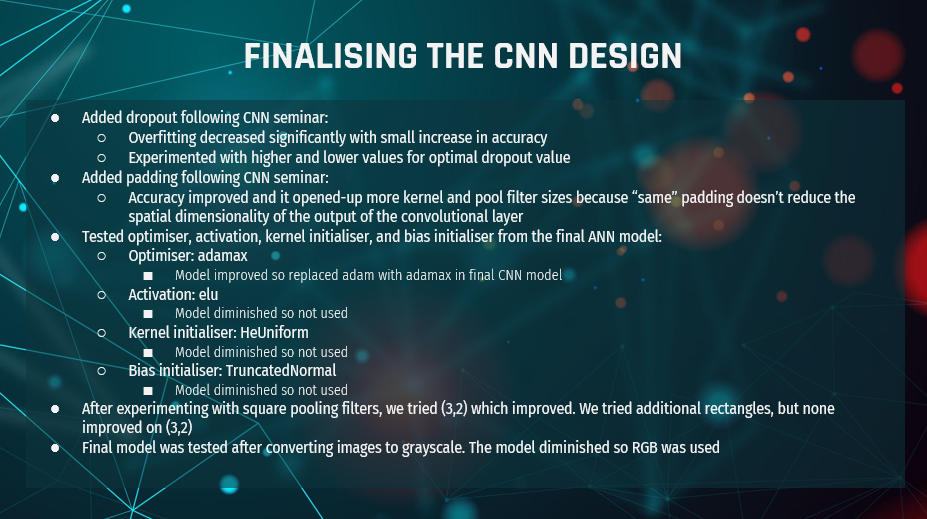 FINALISING THE CNN DESIGN
● Added dropout following CNN seminar:
○ Overfitting decreased significantly with small increase in accuracy
○ Experimented with higher and lower values for optimal dropout value
● Added padding following CNN seminar:
○ Accuracy improved and it opened-up more kernel and pool filter sizes because “same” padding doesn’t reduce the
spatial dimensionality of the output of the convolutional layer
● Tested optimiser, activation, kernel initialiser, and bias initialiser from the final ANN model:
○ Optimiser: adamax
■ Model improved so replaced adam with adamax in final CNN model
○ Activation: elu
■ Model diminished so not used
○ Kernel initialiser: HeUniform
■ Model diminished so not used
○ Bias initialiser: TruncatedNormal
■ Model diminished so not used
● After experimenting with square pooling filters, we tried (3,2) which improved. We tried additional rectangles, but none
improved on (3,2)
● Final model was tested after converting images to grayscale. The model diminished so RGB was used